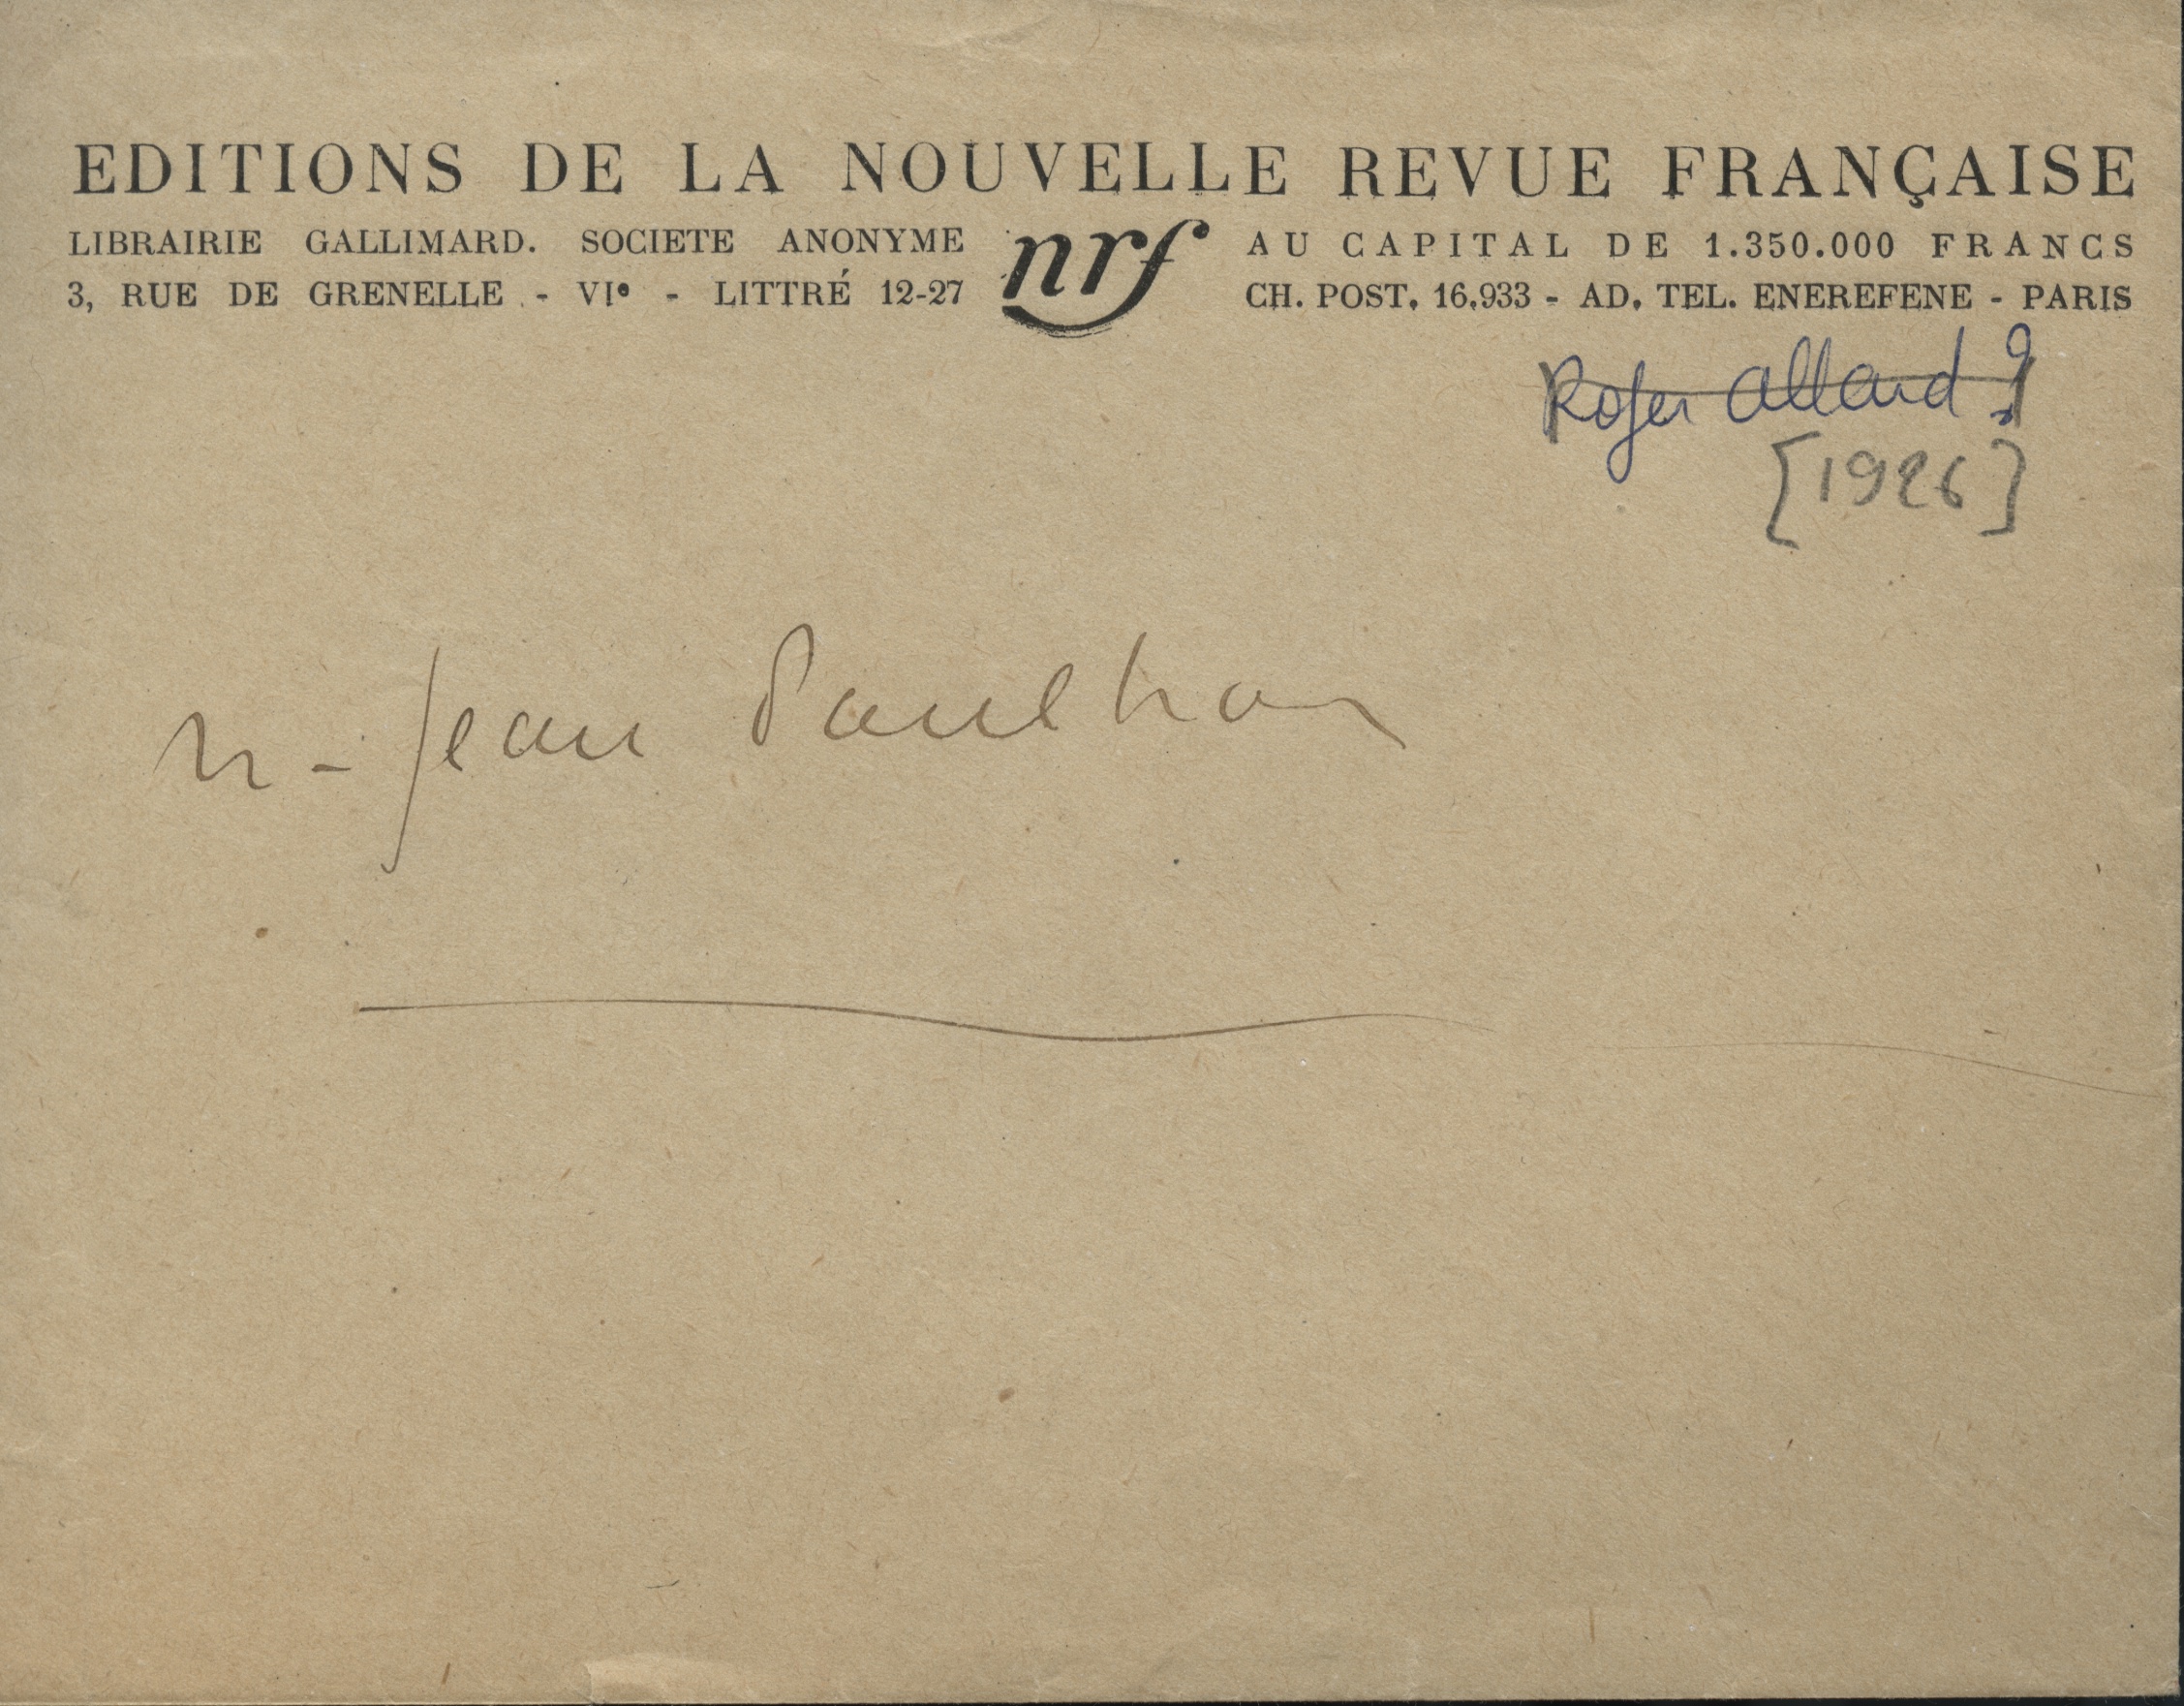 EDITIONS DE LA NOUVELLE REVUE FRANÇAISE
LIBRAIRIE GALLIMARD. SOCIETE ANONYME
3, RUE DE GRENELLE - VIe - LITTRÉ 12-27
nrf
AU CAPITAL DE 1.350.000 FRANCS
CH. POST. 16.933 - AD. TEL. ENEREFENE - PARIS
Roger Allard ?
[1926]
M - Jean Paulhan